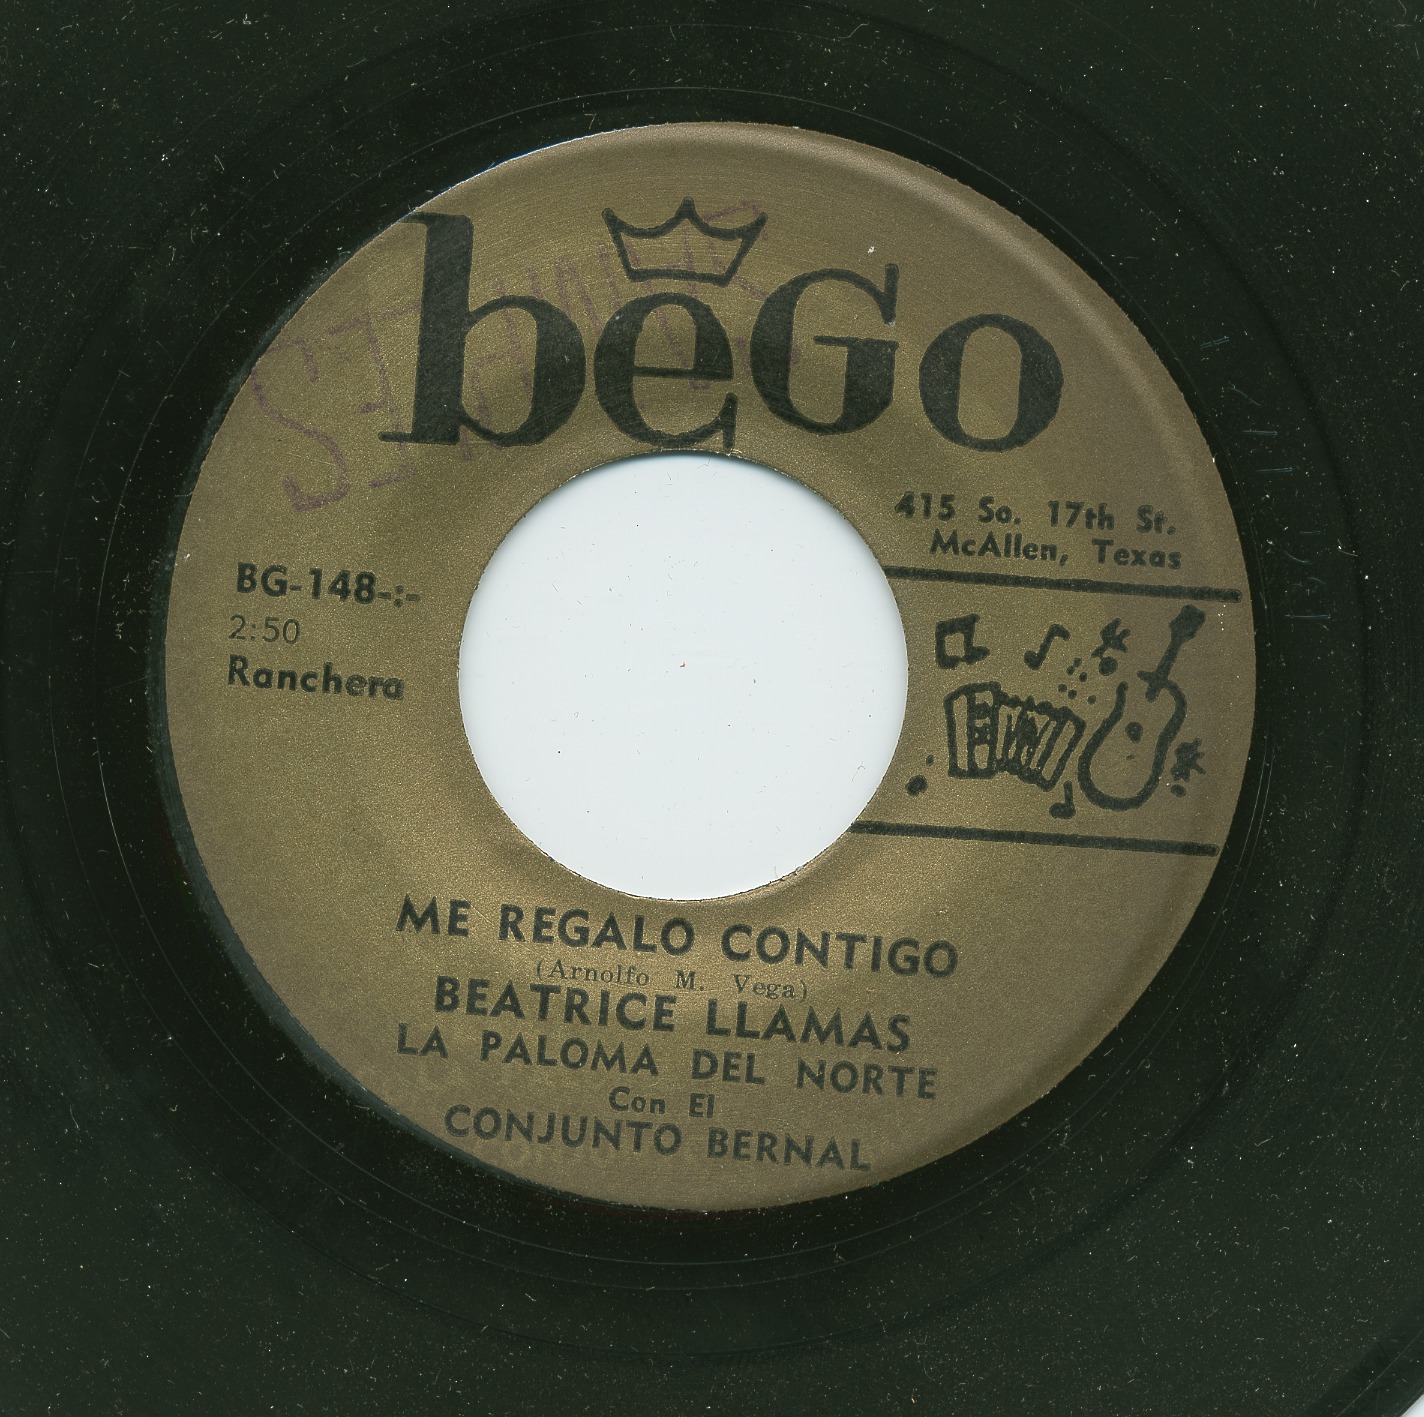 beGo
415 So. 17th St.
McAllen, Texas
BG-148-:-
2:50
Ranchera
ME REGALO CONTIGO
(Arnolfo M. Vega)
BEATRICE LLAMAS
LA PALOMA DEL NORTE
Con El
CONJUNTO BERNAL